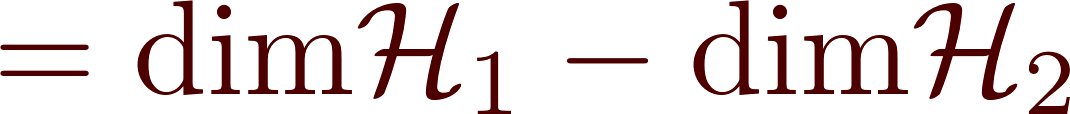 = dimℋ₁ − dimℋ₂